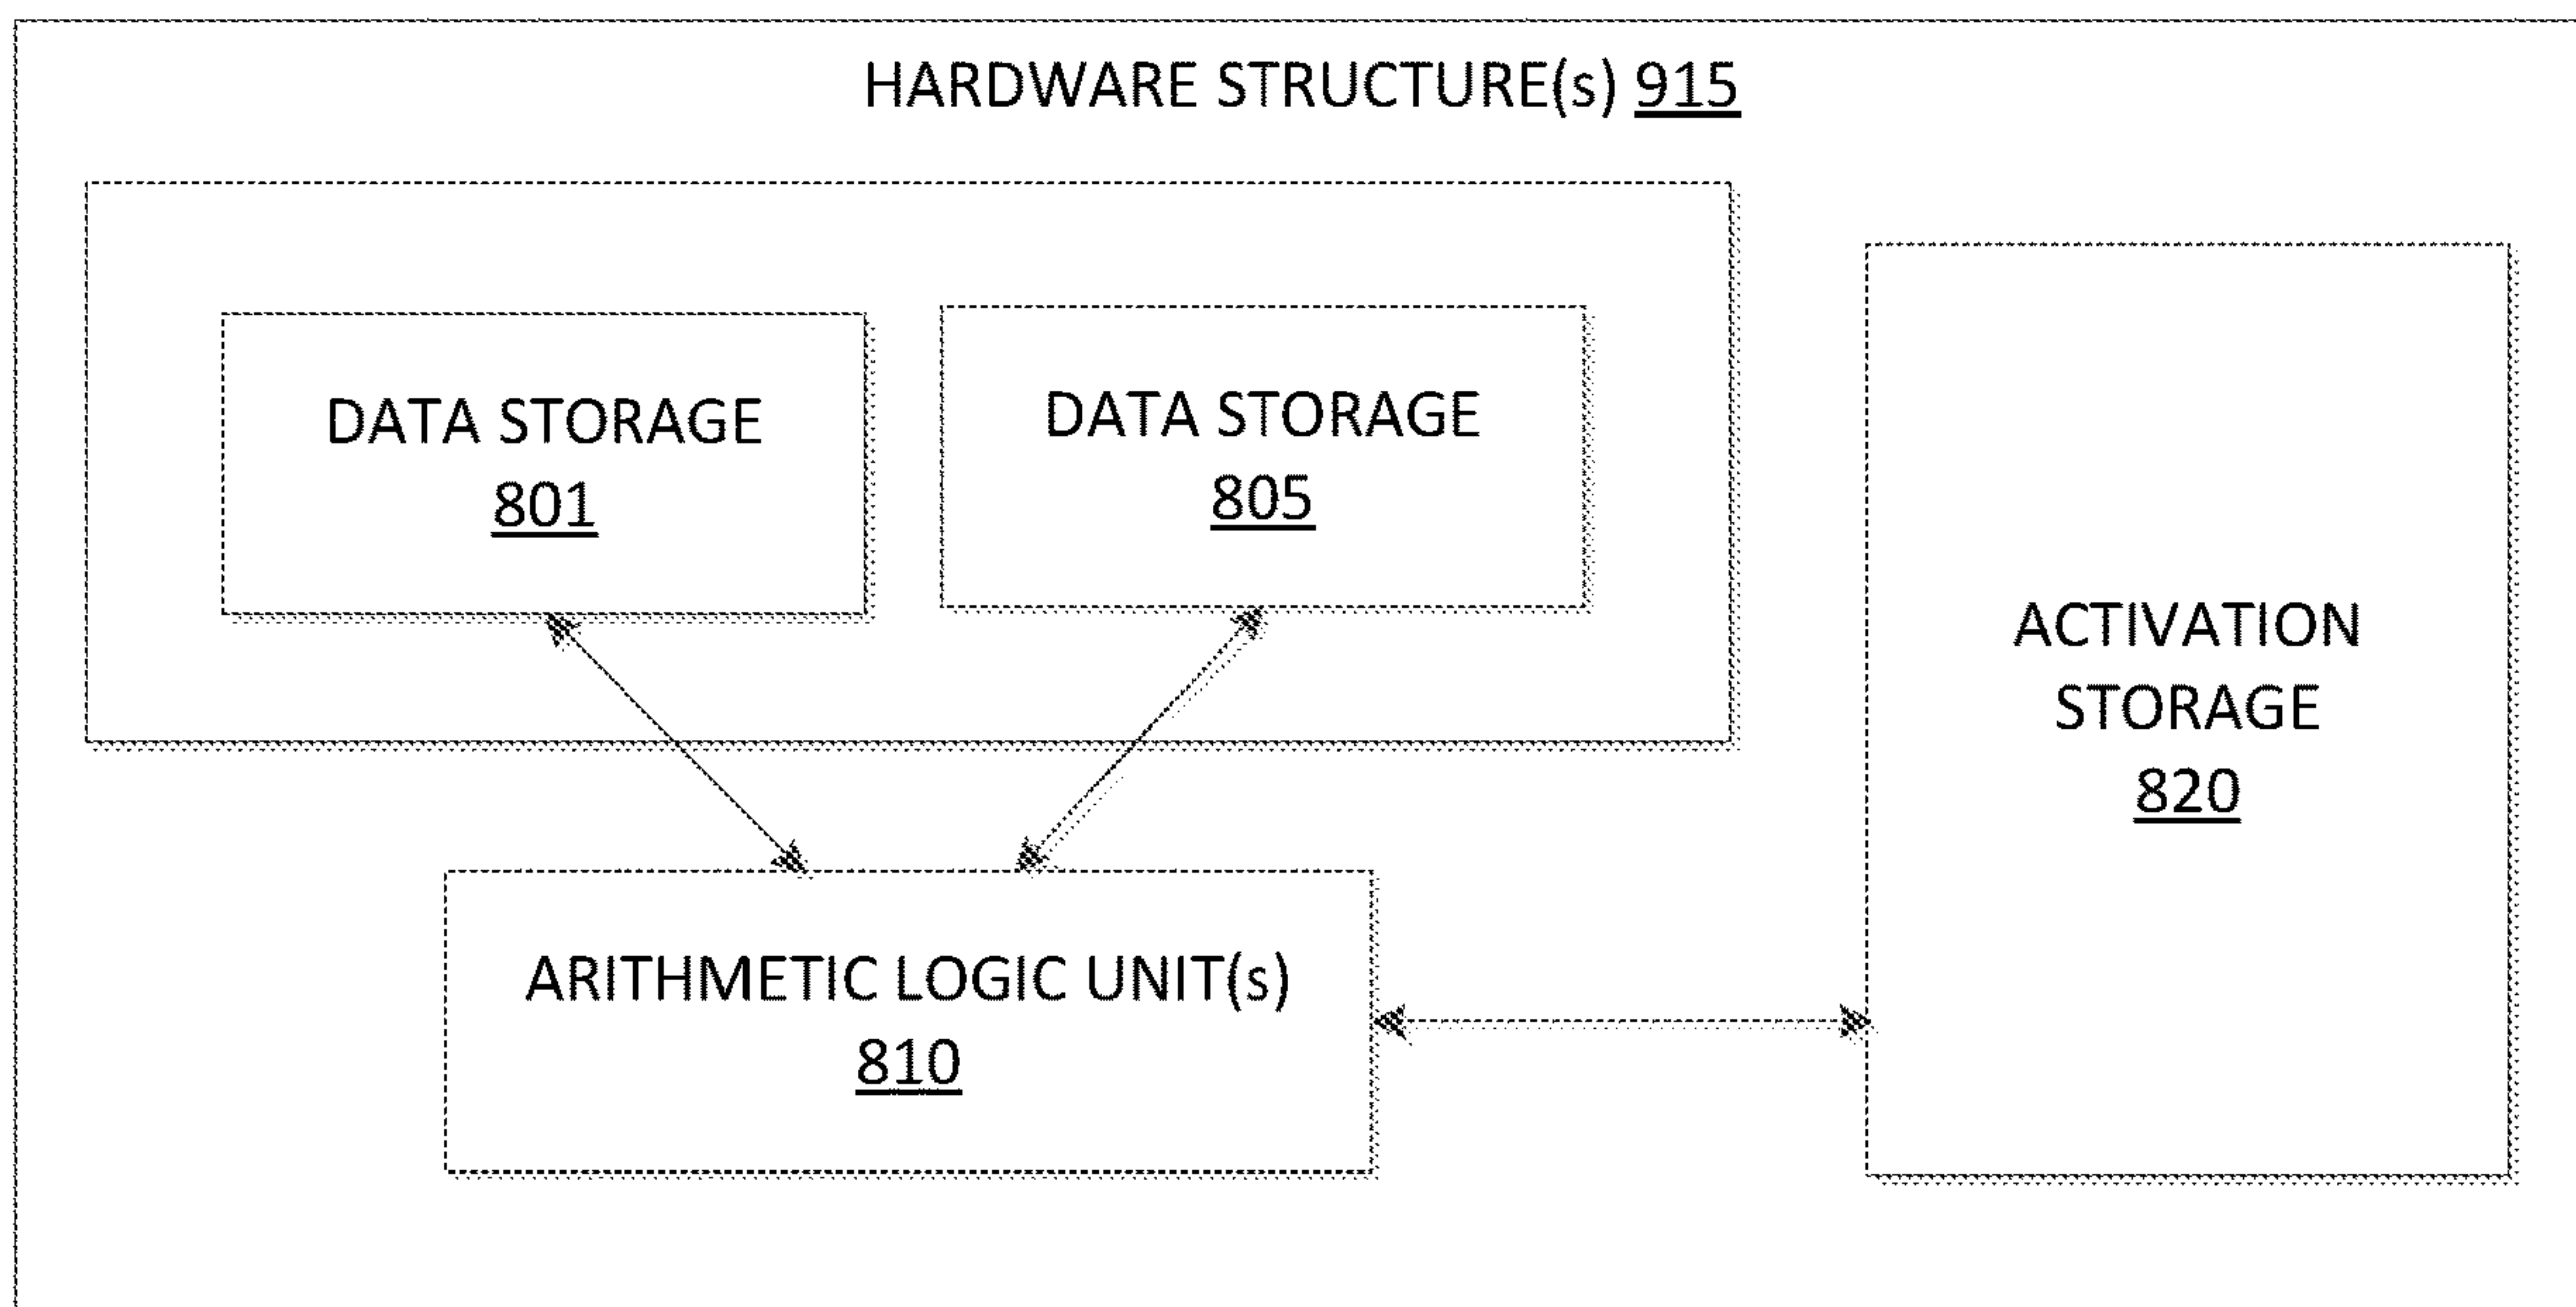 HARDWARE STRUCTURE(s) 915
DATA STORAGE
801
DATA STORAGE
805
ACTIVATION
STORAGE
820
ARITHMETIC LOGIC UNIT(s)
810